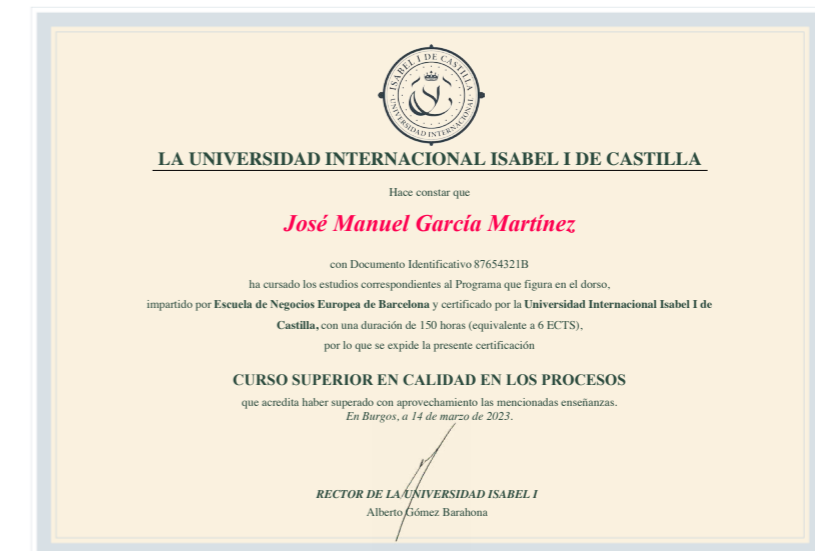 ISABEL I DE CASTILLA
UNIVERSIDAD INTERNACIONAL
LA UNIVERSIDAD INTERNACIONAL ISABEL I DE CASTILLA
Hace constar que
José Manuel García Martínez
con Documento Identificativo 87654321B
ha cursado los estudios correspondientes al Programa que figura en el dorso,
impartido por Escuela de Negocios Europea de Barcelona y certificado por la Universidad Internacional Isabel I de
Castilla, con una duración de 150 horas (equivalente a 6 ECTS),
por lo que se expide la presente certificación
CURSO SUPERIOR EN CALIDAD EN LOS PROCESOS
que acredita haber superado con aprovechamiento las mencionadas enseñanzas.
En Burgos, a 14 de marzo de 2023.
RECTOR DE LA UNIVERSIDAD ISABEL I
Alberto Gómez Barahona